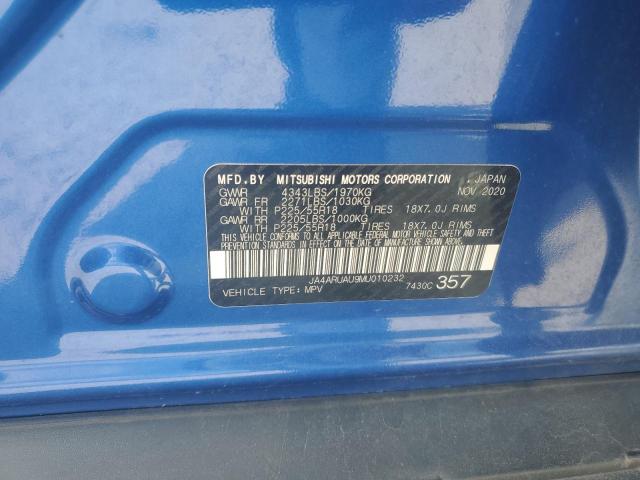 MFD.BY MITSUBISHI MOTORS CORPORATION , JAPAN
GVWR 4343LBS/1970KG NOV 2020
GAWR FR 2271LBS/1030KG
WITH P225/55R18 TIRES 18X7.0J RIMS
GAWR RR 2205LBS/1000KG
WITH P225/55R18 TIRES 18X7.0J RIMS
THIS VEHICLE CONFORMS TO ALL APPLICABLE FEDERAL MOTOR VEHICLE SAFETY AND THEFT
PREVENTION STANDARDS IN EFFECT ON THE DATE OF MANUFACTURE SHOWN ABOVE.
JA4ARUAU9MU010232
VEHICLE TYPE: MPV 7430C 357